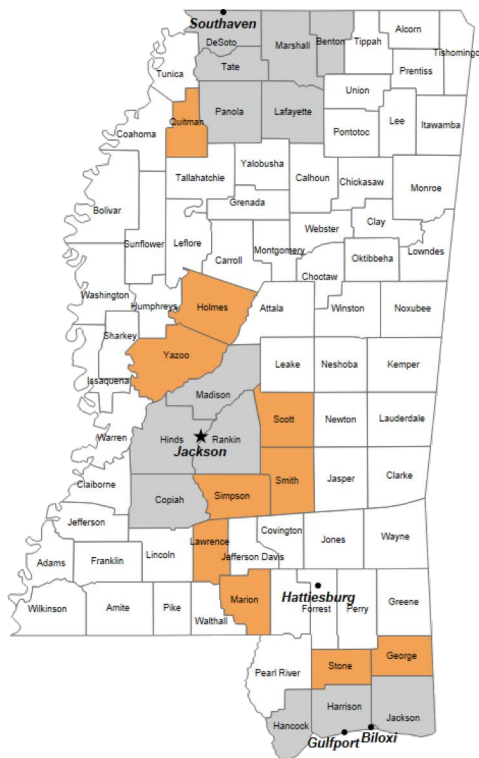 Southaven
DeSoto
Marshall
Benton
Tippah
Alcorn
Tishomingo
Tunica
Tate
Prentiss
Union
Panola
Lafayette
Quitman
Lee
Itawamba
Coahoma
Pontotoc
Yalobusha
Tallahatchie
Calhoun
Chickasaw
Monroe
Grenada
Bolivar
Sunflower
Leflore
Webster
Clay
Carroll
Montgomery
Oktibbeha
Lowndes
Choctaw
Washington
Humphreys
Holmes
Attala
Winston
Noxubee
Sharkey
Yazoo
Leake
Neshoba
Kemper
Issaquena
Madison
Scott
Newton
Lauderdale
Warren
Hinds
Rankin
Jackson
Claiborne
Simpson
Smith
Jasper
Clarke
Copiah
Jefferson
Lawrence
Covington
Jones
Wayne
Adams
Franklin
Lincoln
Jefferson Davis
Wilkinson
Amite
Pike
Walthall
Marion
Hattiesburg
Forrest
Perry
Greene
Pearl River
Stone
George
Hancock
Harrison
Jackson
Gulfport
Biloxi